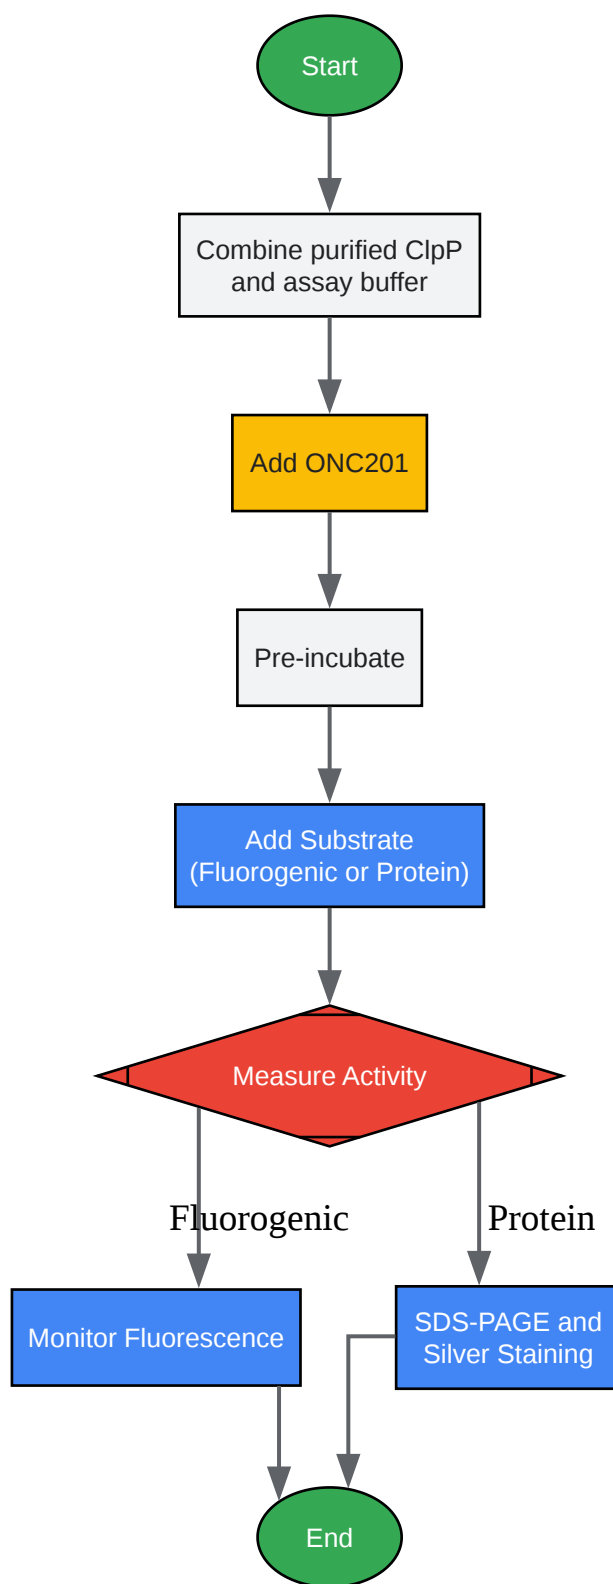 Start
Combine purified ClpP
and assay buffer
Add ONC201
Pre-incubate
Add Substrate
(Fluorogenic or Protein)
Measure Activity
Fluorogenic
Protein
Monitor Fluorescence
SDS-PAGE and
Silver Staining
End